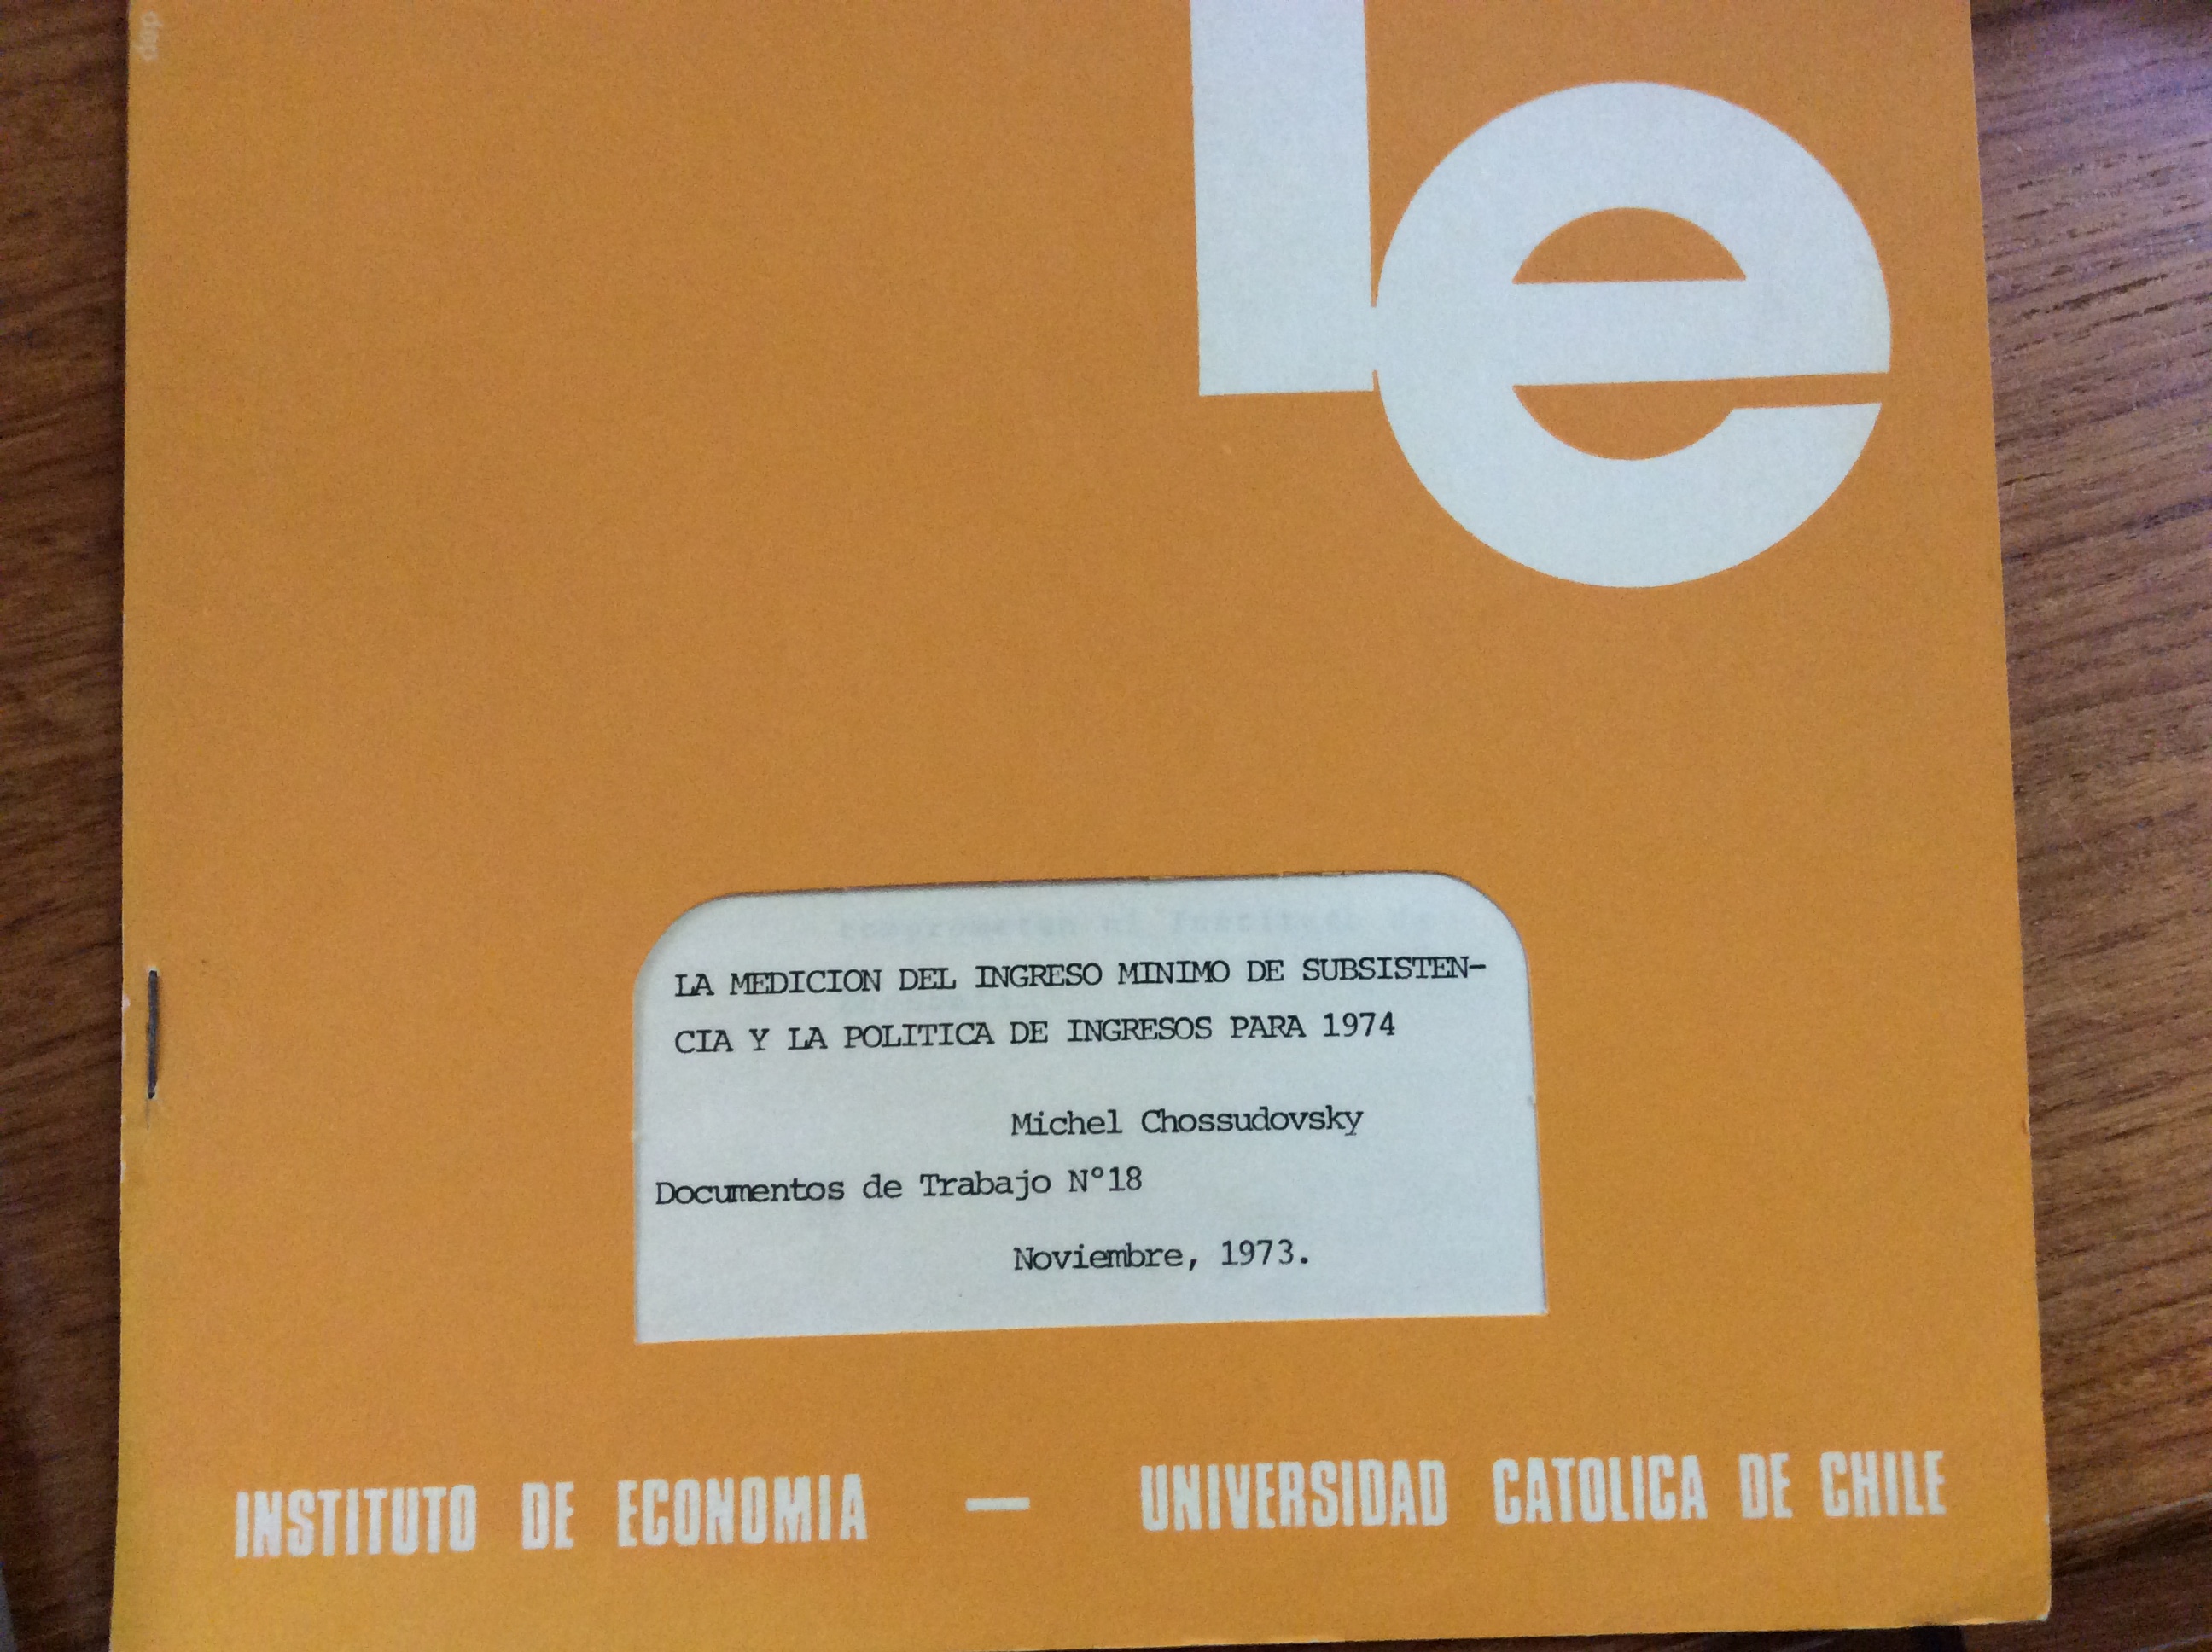 Ie
LA MEDICION DEL INGRESO MINIMO DE SUBSISTEN-
CIA Y LA POLITICA DE INGRESOS PARA 1974
Michel Chossudovsky
Documentos de Trabajo N°18
Noviembre, 1973.
INSTITUTO DE ECONOMIA — UNIVERSIDAD CATOLICA DE CHILE